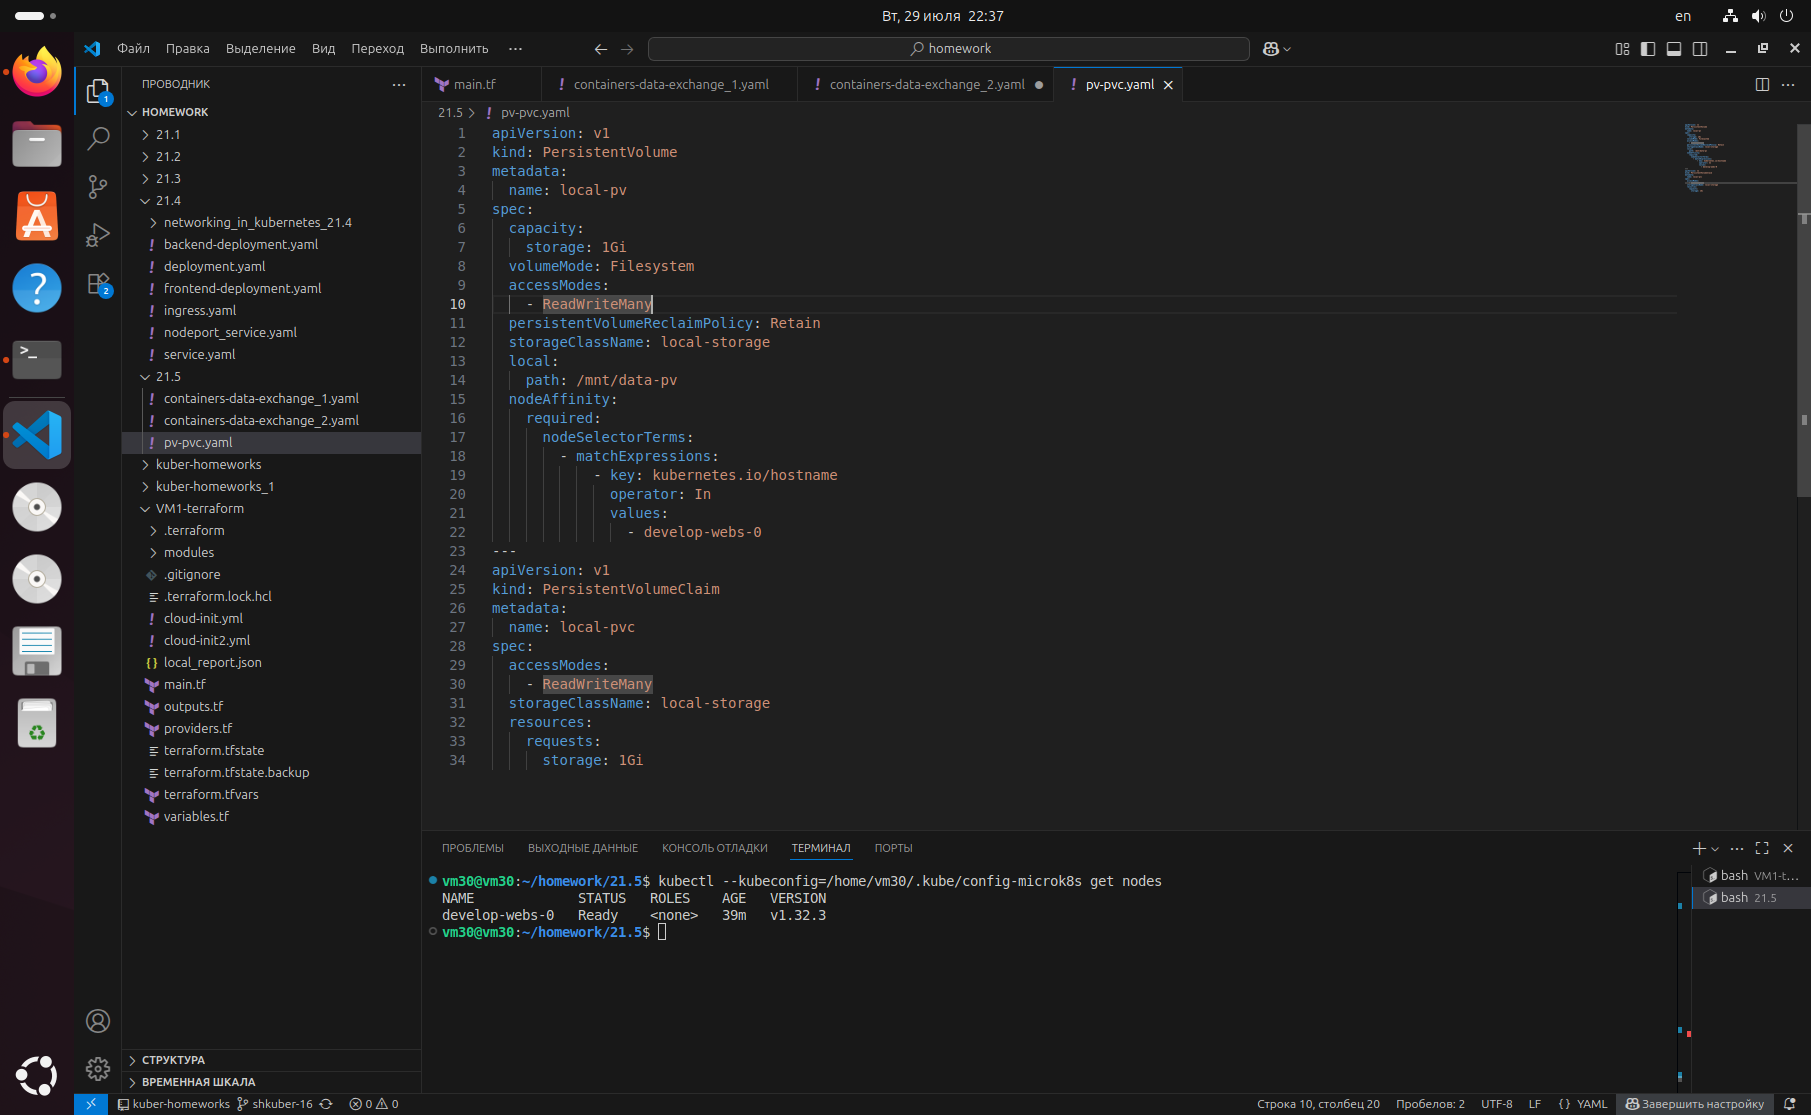 Вт, 29 июля 22:37
en
Файл Правка Выделение Вид Переход Выполнить ···
homework
ПРОВОДНИК
main.tf
containers-data-exchange_1.yaml
containers-data-exchange_2.yaml
pv-pvc.yaml
1
2
HOMEWORK
21.1
21.2
21.3
21.4
networking_in_kubernetes_21.4
backend-deployment.yaml
deployment.yaml
frontend-deployment.yaml
ingress.yaml
nodeport_service.yaml
service.yaml
21.5
containers-data-exchange_1.yaml
containers-data-exchange_2.yaml
pv-pvc.yaml
kuber-homeworks
kuber-homeworks_1
VM1-terraform
.terraform
modules
.gitignore
.terraform.lock.hcl
cloud-init.yml
cloud-init2.yml
local_report.json
main.tf
outputs.tf
providers.tf
terraform.tfstate
terraform.tfstate.backup
terraform.tfvars
variables.tf
СТРУКТУРА
ВРЕМЕННАЯ ШКАЛА
21.5 > pv-pvc.yaml
1 apiVersion: v1
2 kind: PersistentVolume
3 metadata:
4 name: local-pv
5 spec:
6 capacity:
7 storage: 1Gi
8 volumeMode: Filesystem
9 accessModes:
10 - ReadWriteMany
11 persistentVolumeReclaimPolicy: Retain
12 storageClassName: local-storage
13 local:
14 path: /mnt/data-pv
15 nodeAffinity:
16 required:
17 nodeSelectorTerms:
18 - matchExpressions:
19 - key: kubernetes.io/hostname
20 operator: In
21 values:
22 - develop-webs-0
23 ---
24 apiVersion: v1
25 kind: PersistentVolumeClaim
26 metadata:
27 name: local-pvc
28 spec:
29 accessModes:
30 - ReadWriteMany
31 storageClassName: local-storage
32 resources:
33 requests:
34 storage: 1Gi
ПРОБЛЕМЫ ВЫХОДНЫЕ ДАННЫЕ КОНСОЛЬ ОТЛАДКИ ТЕРМИНАЛ ПОРТЫ
vm30@vm30:~/homework/21.5$ kubectl --kubeconfig=/home/vm30/.kube/config-microk8s get nodes
NAME STATUS ROLES AGE VERSION
develop-webs-0 Ready <none> 39m v1.32.3
vm30@vm30:~/homework/21.5$
bash VM1-t...
bash 21.5
kuber-homeworks shkuber-16 0 0
Строка 10, столбец 20 Пробелов: 2 UTF-8 LF {} YAML Завершить настройку